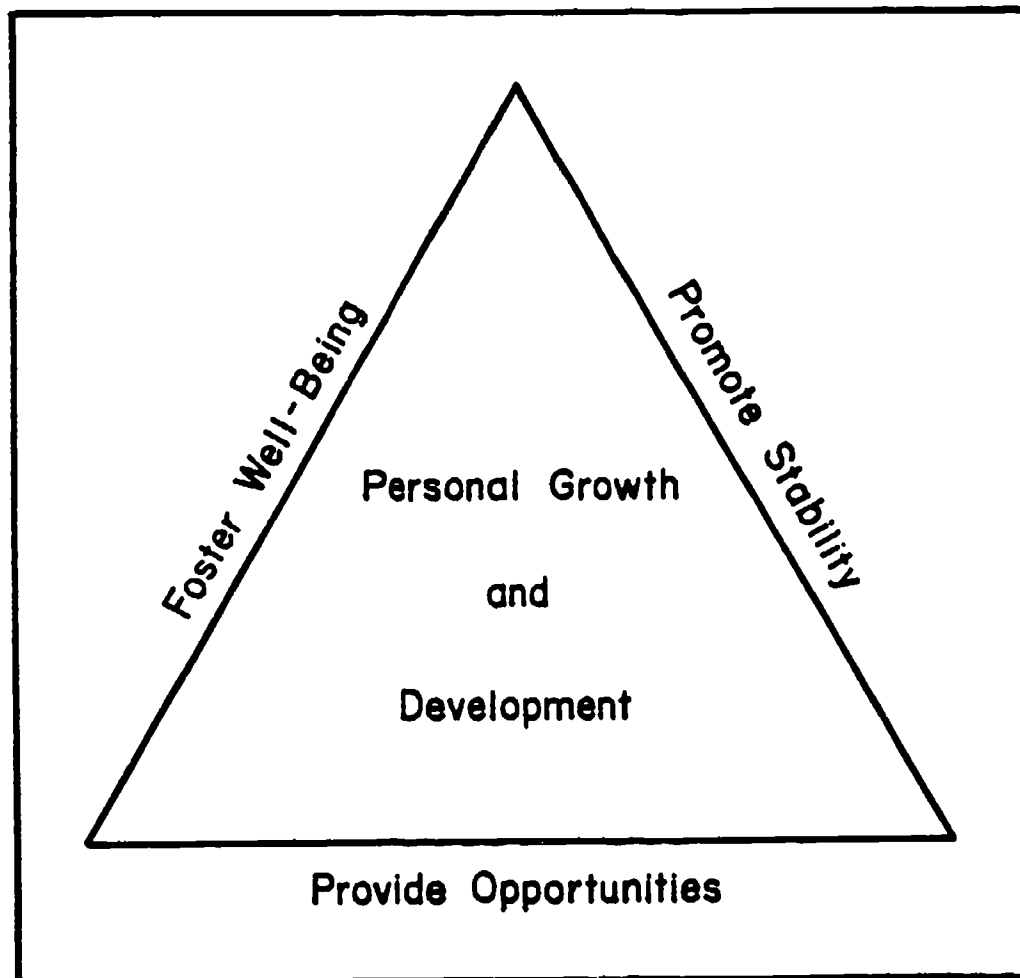 Foster Well-Being
Promote Stability
Personal Growth
and
Development
Provide Opportunities